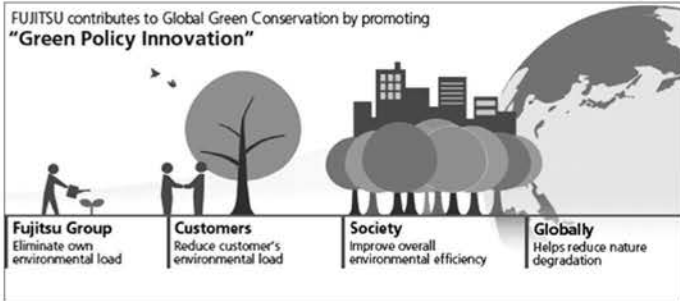 FUJITSU contributes to Global Green Conservation by promoting
"Green Policy Innovation"
Fujitsu Group
Eliminate own
environmental load
Customers
Reduce customer's
environmental load
Society
Improve overall
environmental efficiency
Globally
Helps reduce nature
degradation